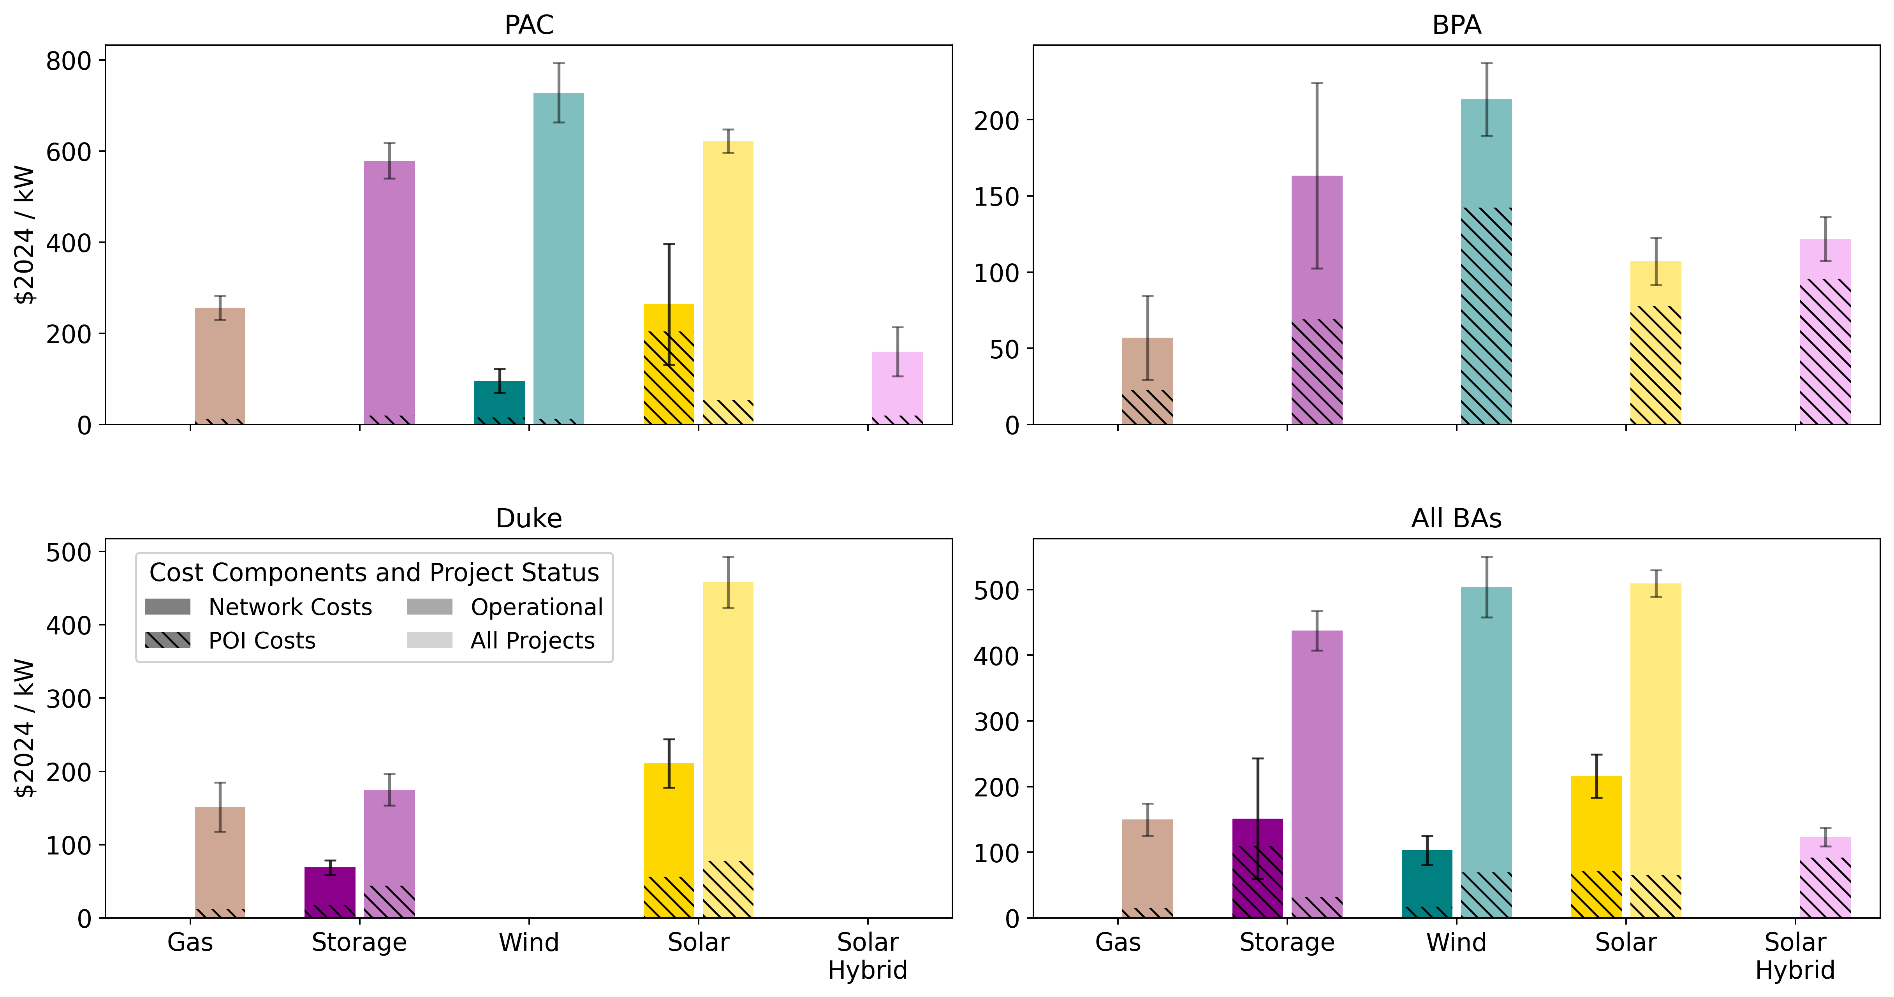 PAC
800
600
400
200
0
$2024 / kW
BPA
200
150
100
50
0
Duke
500
400
300
200
100
0
$2024 / kW
Cost Components and Project Status
Network Costs Operational
POI Costs All Projects
Gas Storage Wind Solar Solar
Hybrid
All BAs
500
400
300
200
100
0
Gas Storage Wind Solar Solar
Hybrid